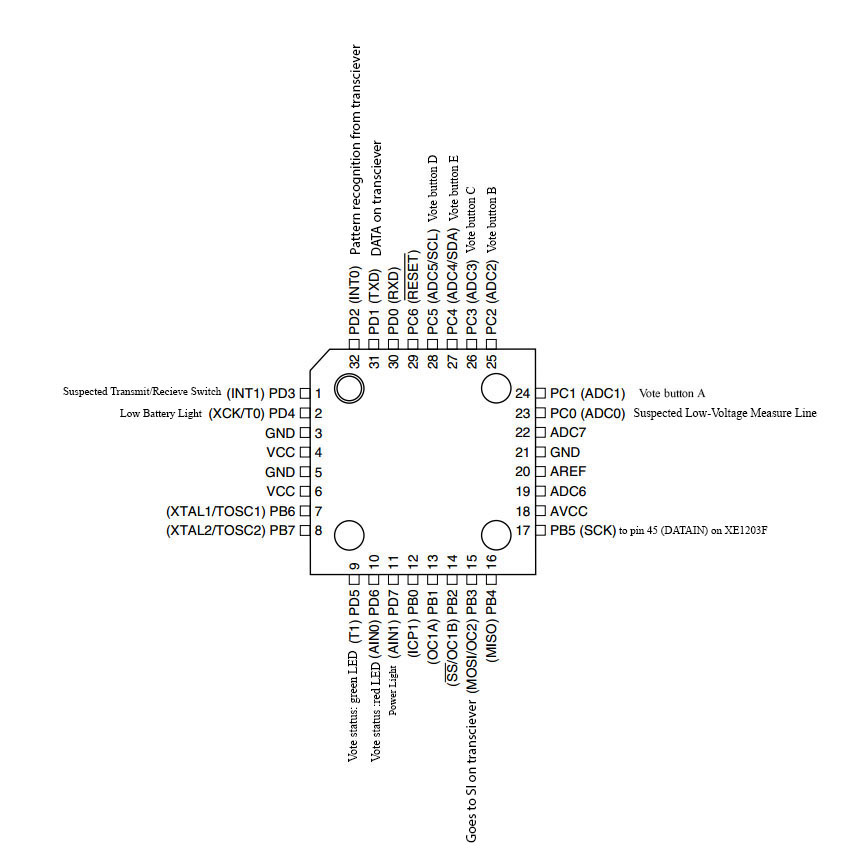 32 PD2 (INT0) Pattern recognition from transciever
31 PD1 (TXD) DATA on transciever
30 PD0 (RXD)
29 PC6 (RESET)
28 PC5 (ADC5/SCL) Vote button D
27 PC4 (ADC4/SDA) Vote button E
26 PC3 (ADC3) Vote button C
25 PC2 (ADC2) Vote button B
Suspected Transmit/Recieve Switch (INT1) PD3 1
Low Battery Light (XCK/T0) PD4 2
GND 3
VCC 4
GND 5
VCC 6
(XTAL1/TOSC1) PB6 7
(XTAL2/TOSC2) PB7 8
24 PC1 (ADC1) Vote button A
23 PC0 (ADC0) Suspected Low-Voltage Measure Line
22 ADC7
21 GND
20 AREF
19 ADC6
18 AVCC
17 PB5 (SCK) to pin 45 (DATAIN) on XE1203F
Vote status: green LED (T1) PD5 9
Vote status :red LED (AIN0) PD6 10
Power Light (AIN1) PD7 11
(ICP1) PB0 12
(OC1A) PB1 13
(SS/OC1B) PB2 14
Goes to SI on transciever (MOSI/OC2) PB3 15
(MISO) PB4 16